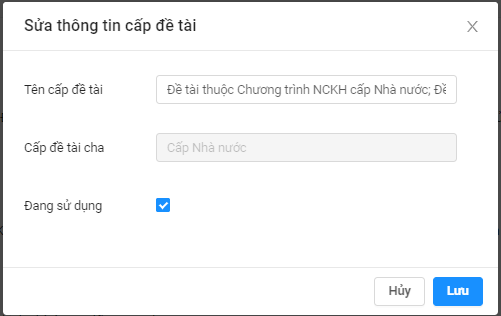 Sửa thông tin cấp đề tài
Tên cấp đề tài
Đề tài thuộc Chương trình NCKH cấp Nhà nước; Đề
Cấp đề tài cha
Cấp Nhà nước
Đang sử dụng
Hủy
Lưu